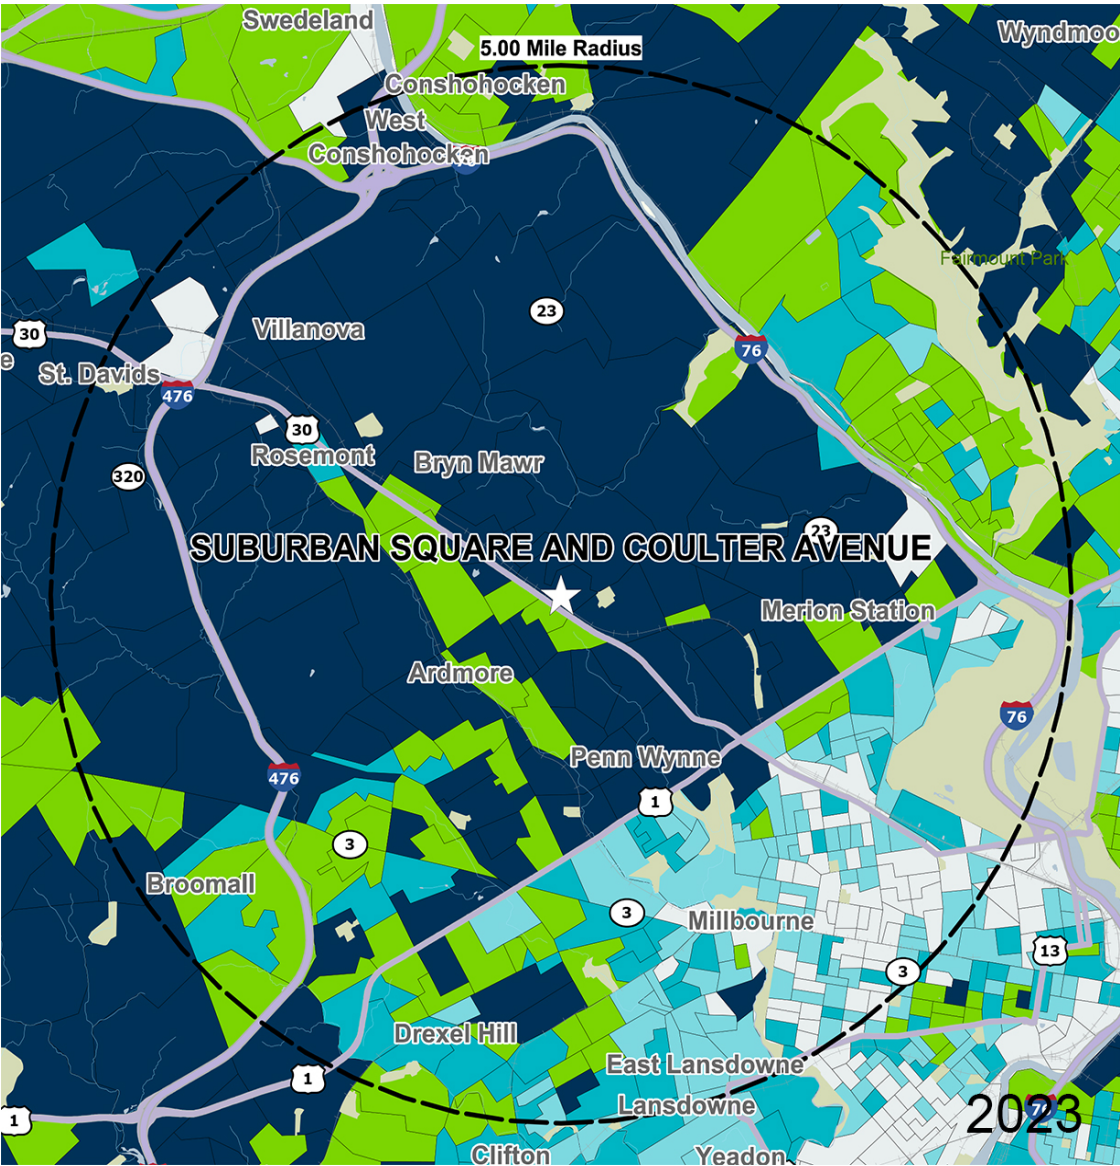 Swedeland
5.00 Mile Radius
Wyndmoo
Conshohocken
West
Conshohocken
Fairmount Park
23
30
Villanova
76
e
St. Davids
476
30
Rosemont
Bryn Mawr
320
23
SUBURBAN SQUARE AND COULTER AVENUE
Merion Station
Ardmore
76
Penn Wynne
476
1
3
Broomall
3
Millbourne
13
3
Drexel Hill
East Lansdowne
1
Lansdowne
2023
76
1
Clifton
Yeadon